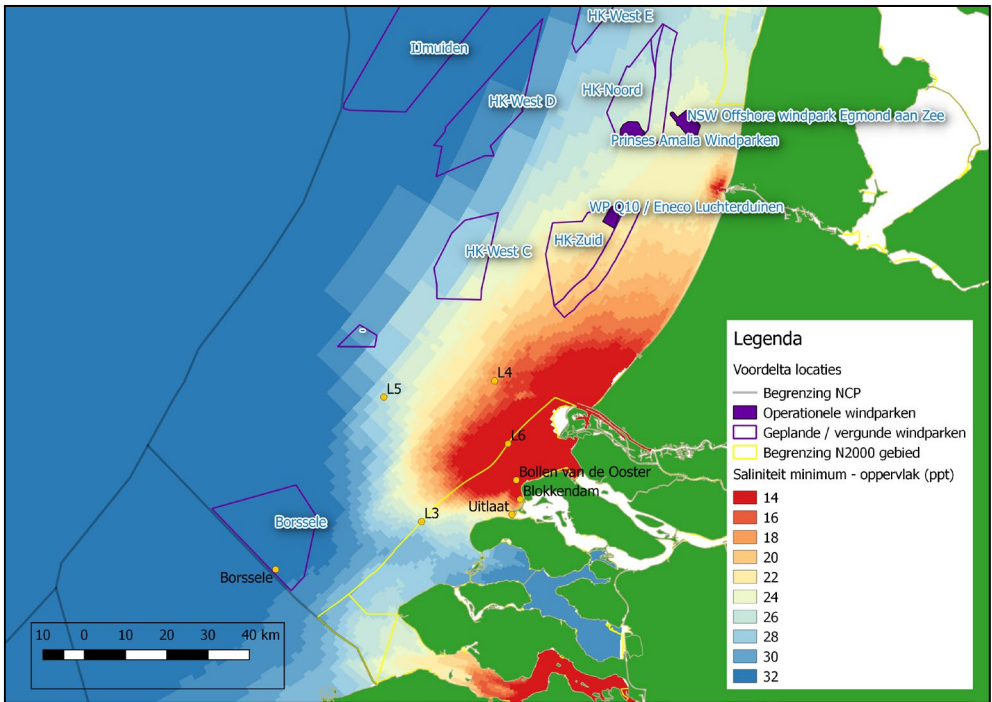 HK-West E
IJmuiden
HK-West D
HK-Noord
NSW Offshore windpark Egmond aan Zee
Prinses Amalia Windparken
WP Q10 / Eneco Luchterduinen
HK-Zuid
HK-West C
L4
L5
L6
Bollen van de Ooster
Blokkendam
Uitlaat
L3
Borssele
Borssele
10 0 10 20 30 40 km
Legenda
Voordelta locaties
Begrenzing NCP
Operationele windparken
Geplande / vergunde windparken
Begrenzing N2000 gebied
Saliniteit minimum - oppervlak (ppt)
14
16
18
20
22
24
26
28
30
32